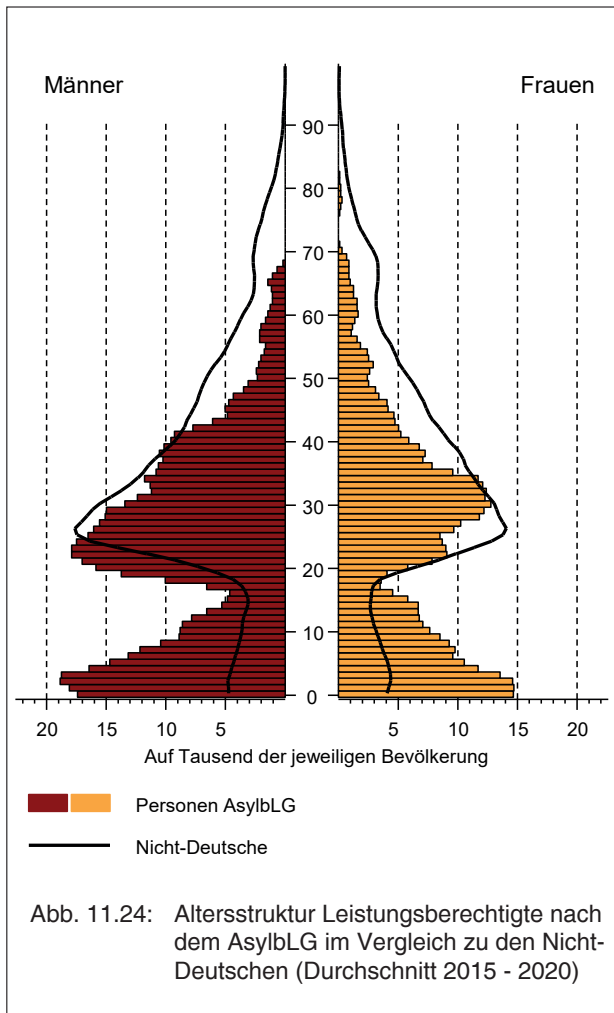 Männer
Frauen
90
80
70
60
50
40
30
20
10
0
20 15 10 5 5 10 15 20
Auf Tausend der jeweiligen Bevölkerung
Personen AsylbLG
Nicht-Deutsche
Abb. 11.24: Altersstruktur Leistungsberechtigte nach
dem AsylbLG im Vergleich zu den Nicht-
Deutschen (Durchschnitt 2015 - 2020)